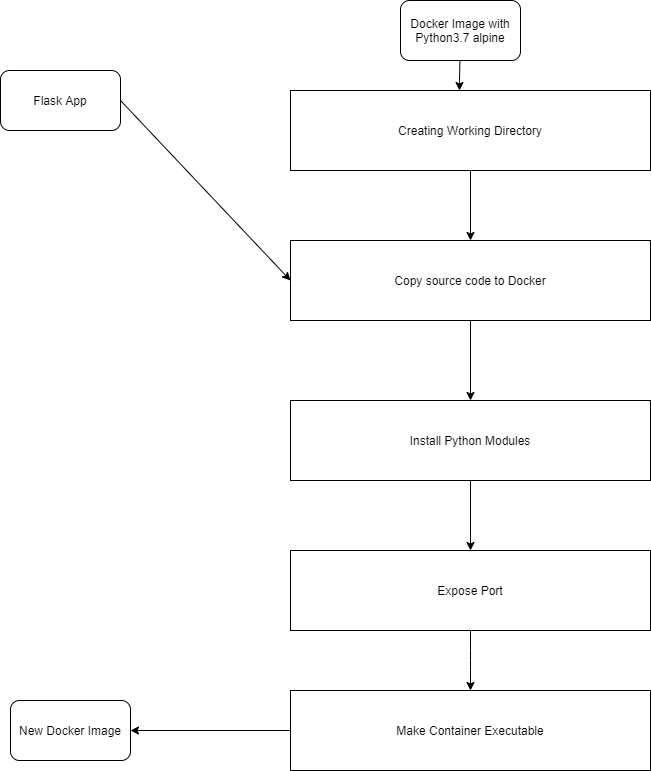 Docker Image with
Python3.7 alpine
Flask App
Creating Working Directory
Copy source code to Docker
Install Python Modules
Expose Port
Make Container Executable
New Docker Image